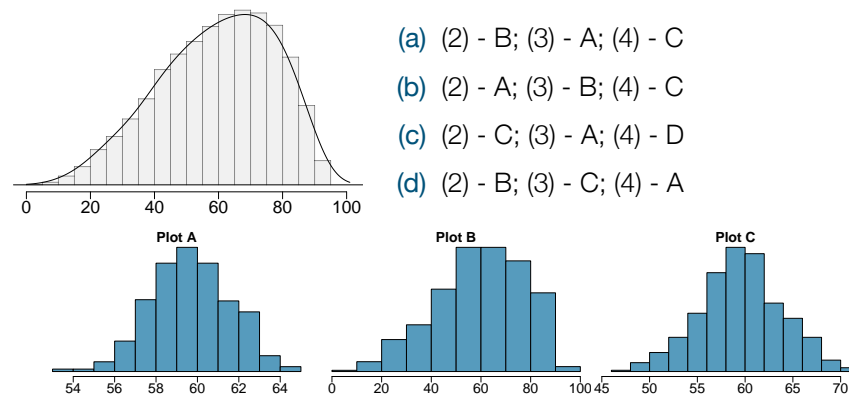 (a) (2) - B; (3) - A; (4) - C
(b) (2) - A; (3) - B; (4) - C
(c) (2) - C; (3) - A; (4) - D
(d) (2) - B; (3) - C; (4) - A
0 20 40 60 80 100
Plot A
54 56 58 60 62 64
Plot B
0 20 40 60 80 100
Plot C
45 50 55 60 65 70